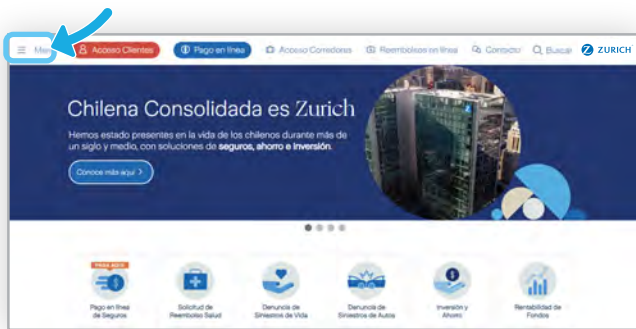 Menú
Acceso Clientes
Pago en línea
Acceso Corredores
Reembolsos en línea
Contacto
Buscar
ZURICH
Chilena Consolidada es Zurich
Hemos estado presentes en la vida de los chilenos durante más de
un siglo y medio, con soluciones de seguros, ahorro e inversión.
Conoce más aquí >
PAGA AQUÍ
Pago en línea
de Seguros
Solicitud de
Reembolso Salud
Denuncia de
Siniestros de Vida
Denuncia de
Siniestros de Autos
Inversión y
Ahorro
Rentabilidad de
Fondos